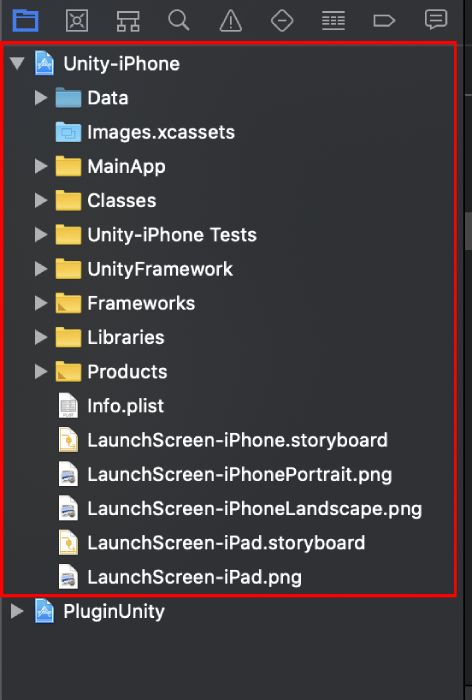 Unity-iPhone
Data
Images.xcassets
MainApp
Classes
Unity-iPhone Tests
UnityFramework
Frameworks
Libraries
Products
Info.plist
LaunchScreen-iPhone.storyboard
LaunchScreen-iPhonePortrait.png
LaunchScreen-iPhoneLandscape.png
LaunchScreen-iPad.storyboard
LaunchScreen-iPad.png
PluginUnity